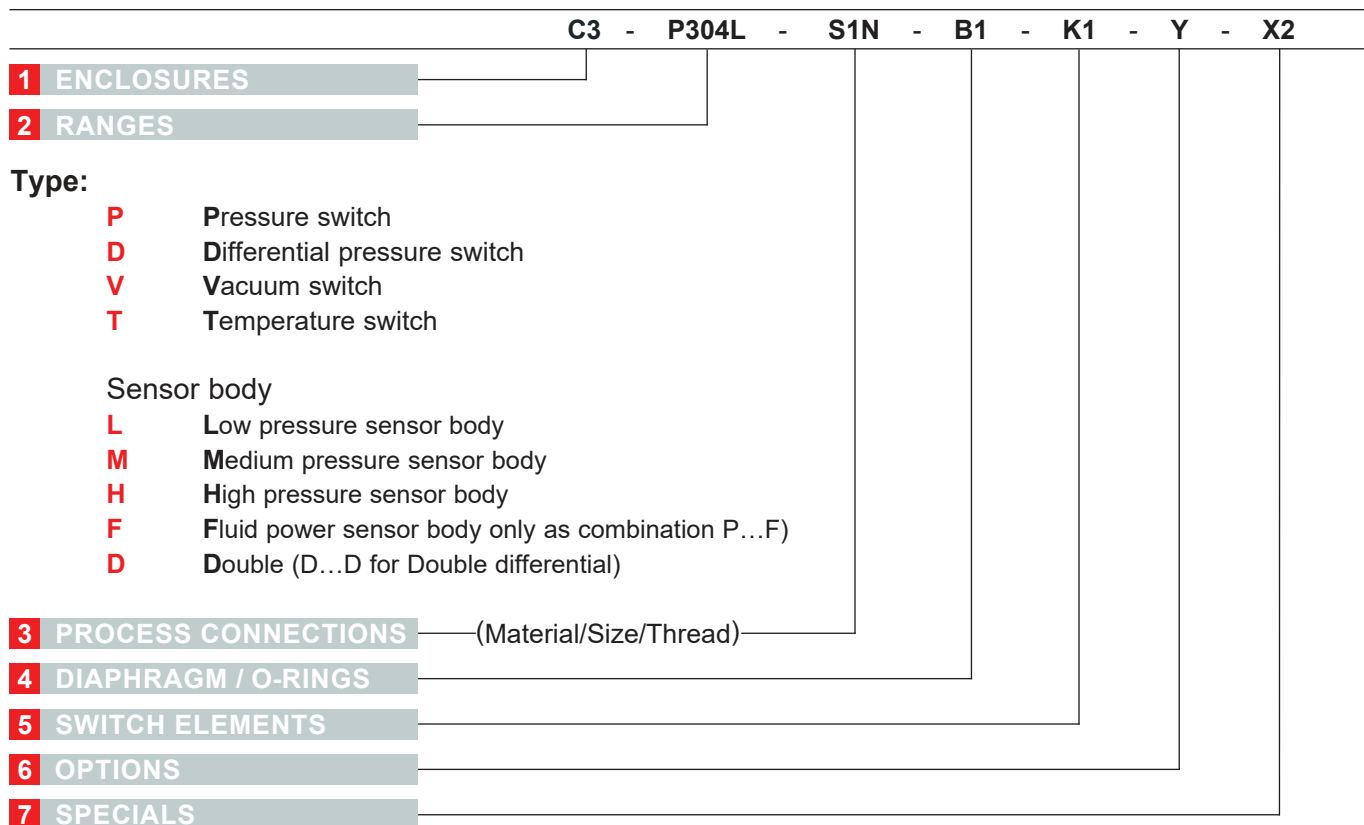 C3 - P304L - S1N - B1 - K1 - Y - X2
1 ENCLOSURES
2 RANGES
Type:
P Pressure switch
D Differential pressure switch
V Vacuum switch
T Temperature switch
Sensor body
L Low pressure sensor body
M Medium pressure sensor body
H High pressure sensor body
F Fluid power sensor body only as combination P…F)
D Double (D…D for Double differential)
3 PROCESS CONNECTIONS (Material/Size/Thread)
4 DIAPHRAGM / O-RINGS
5 SWITCH ELEMENTS
6 OPTIONS
7 SPECIALS